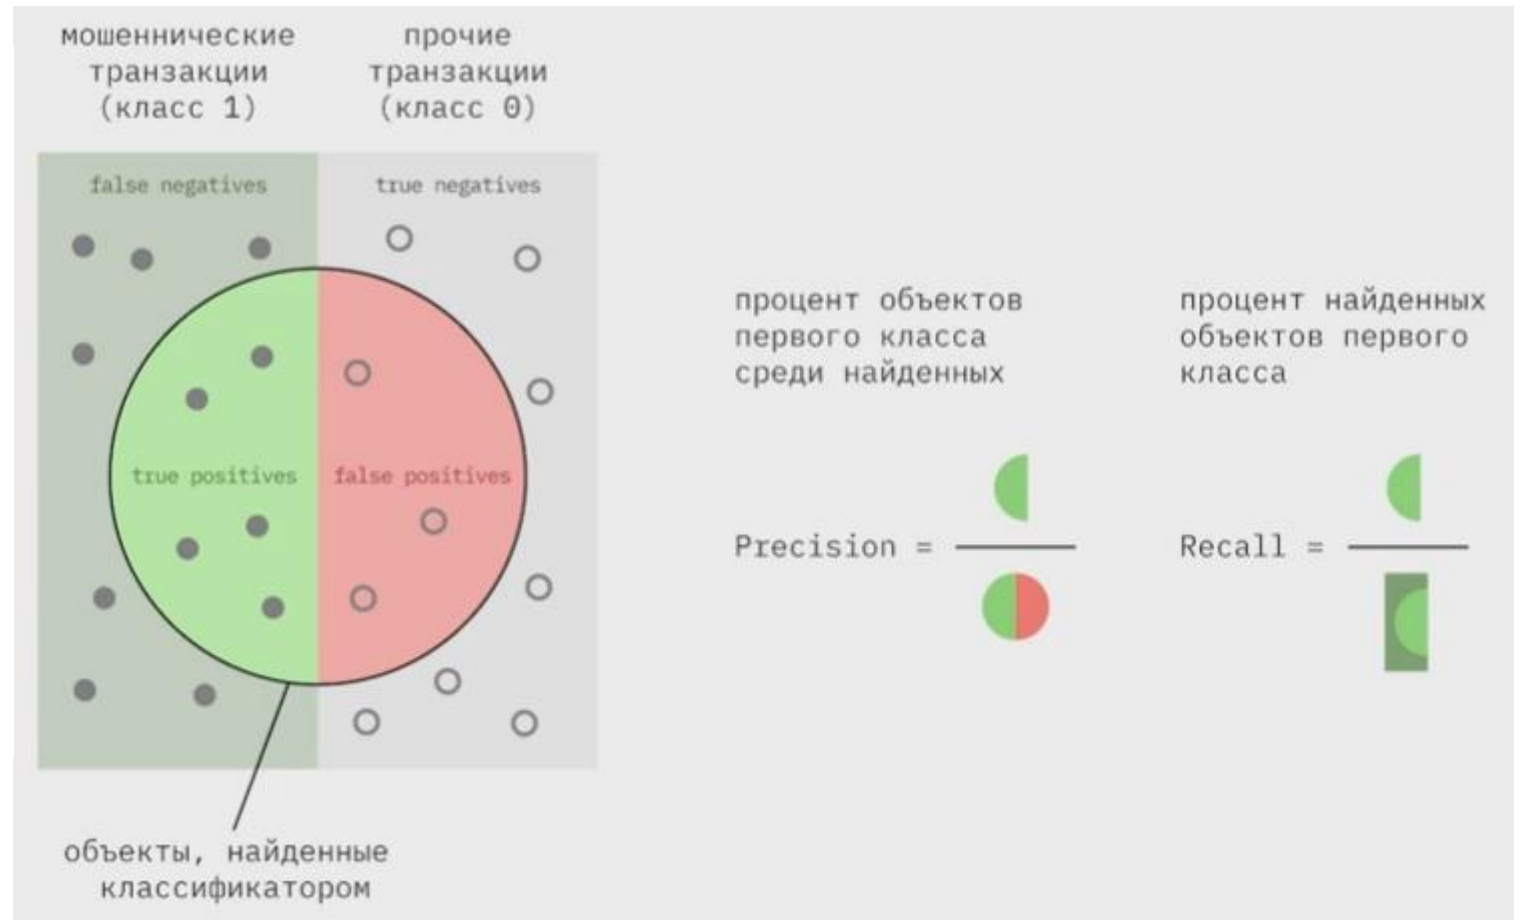 мошеннические
транзакции
(класс 1)
прочие
транзакции
(класс 0)
false negatives
true negatives
true positives
false positives
объекты, найденные
классификатором
процент объектов
первого класса
среди найденных
Precision =
процент найденных
объектов первого
класса
Recall =